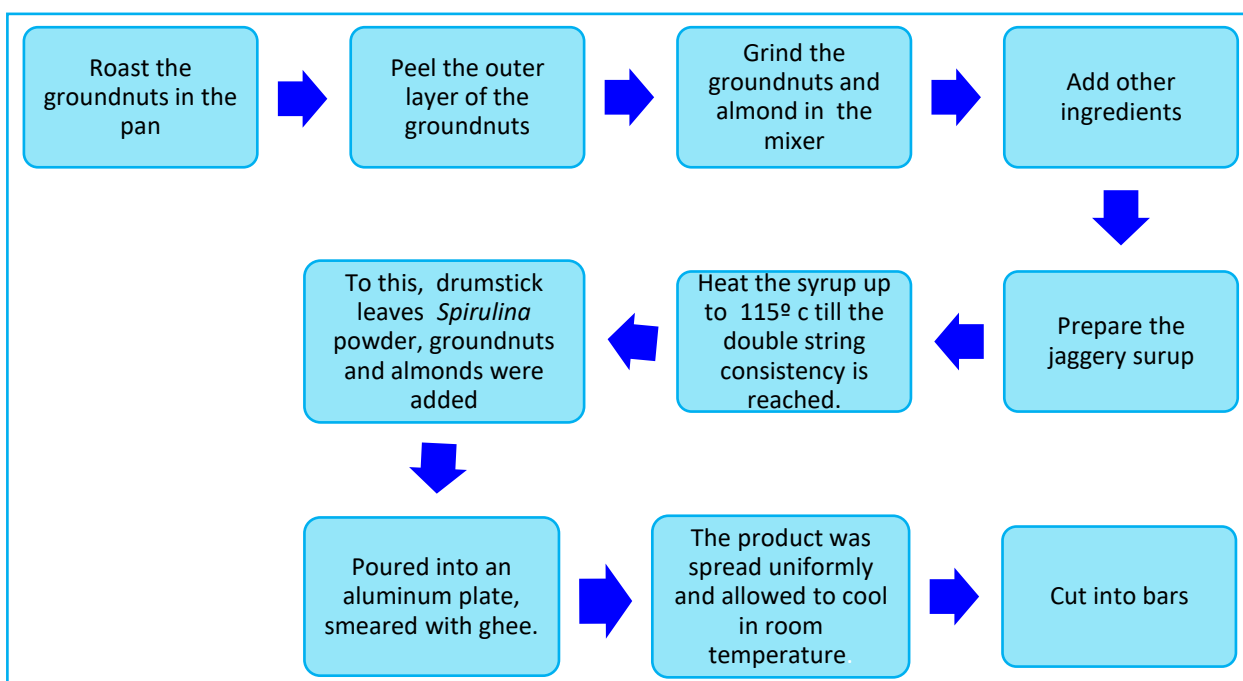 Roast the
groundnuts in the
pan
Peel the outer
layer of the
groundnuts
Grind the
groundnuts and
almond in the
mixer
Add other
ingredients
Prepare the
jaggery surup
Heat the syrup up
to 115º c till the
double string
consistency is
reached.
To this, drumstick
leaves Spirulina
powder, groundnuts
and almonds were
added
Poured into an
aluminum plate,
smeared with ghee.
The product was
spread uniformly
and allowed to cool
in room
temperature.
Cut into bars